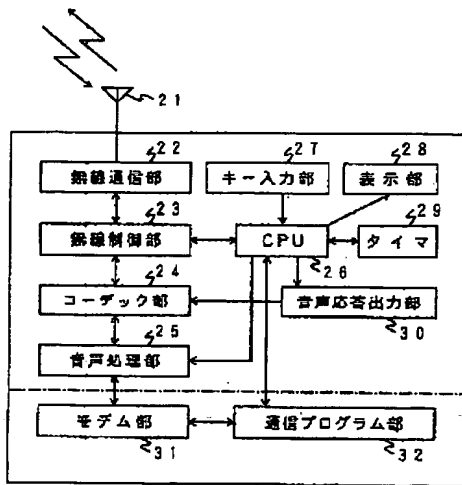 21
22
27
28
無線通信部
キー入力部
表示部
23
29
無線制御部
CPU
タイマ
24
26
コーデック部
音声応答出力部
25
30
音声処理部
モデム部
通信プログラム部
31
32